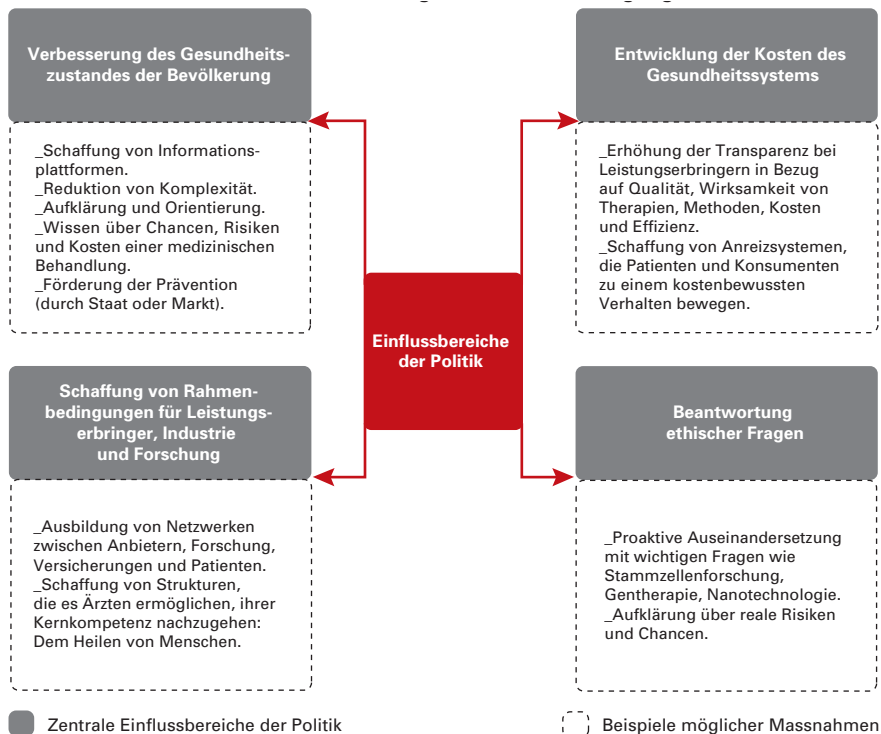 Verbesserung des Gesundheits-
zustandes der Bevölkerung
_Schaffung von Informations-
plattformen.
_Reduktion von Komplexität.
_Aufklärung und Orientierung.
_Wissen über Chancen, Risiken
und Kosten einer medizinischen
Behandlung.
_Förderung der Prävention
(durch Staat oder Markt).
Entwicklung der Kosten des
Gesundheitssystems
_Erhöhung der Transparenz bei
Leistungserbringern in Bezug
auf Qualität, Wirksamkeit von
Therapien, Methoden, Kosten
und Effizienz.
_Schaffung von Anreizsystemen,
die Patienten und Konsumenten
zu einem kostenbewussten
Verhalten bewegen.
Einflussbereiche
der Politik
Schaffung von Rahmen-
bedingungen für Leistungs-
erbringer, Industrie
und Forschung
_Ausbildung von Netzwerken
zwischen Anbietern, Forschung,
Versicherungen und Patienten.
_Schaffung von Strukturen,
die es Ärzten ermöglichen, ihrer
Kernkompetenz nachzugehen:
Dem Heilen von Menschen.
Beantwortung
ethischer Fragen
_Proaktive Auseinandersetzung
mit wichtigen Fragen wie
Stammzellenforschung,
Gentherapie, Nanotechnologie.
_Aufklärung über reale Risiken
und Chancen.
Zentrale Einflussbereiche der Politik
Beispiele möglicher Massnahmen